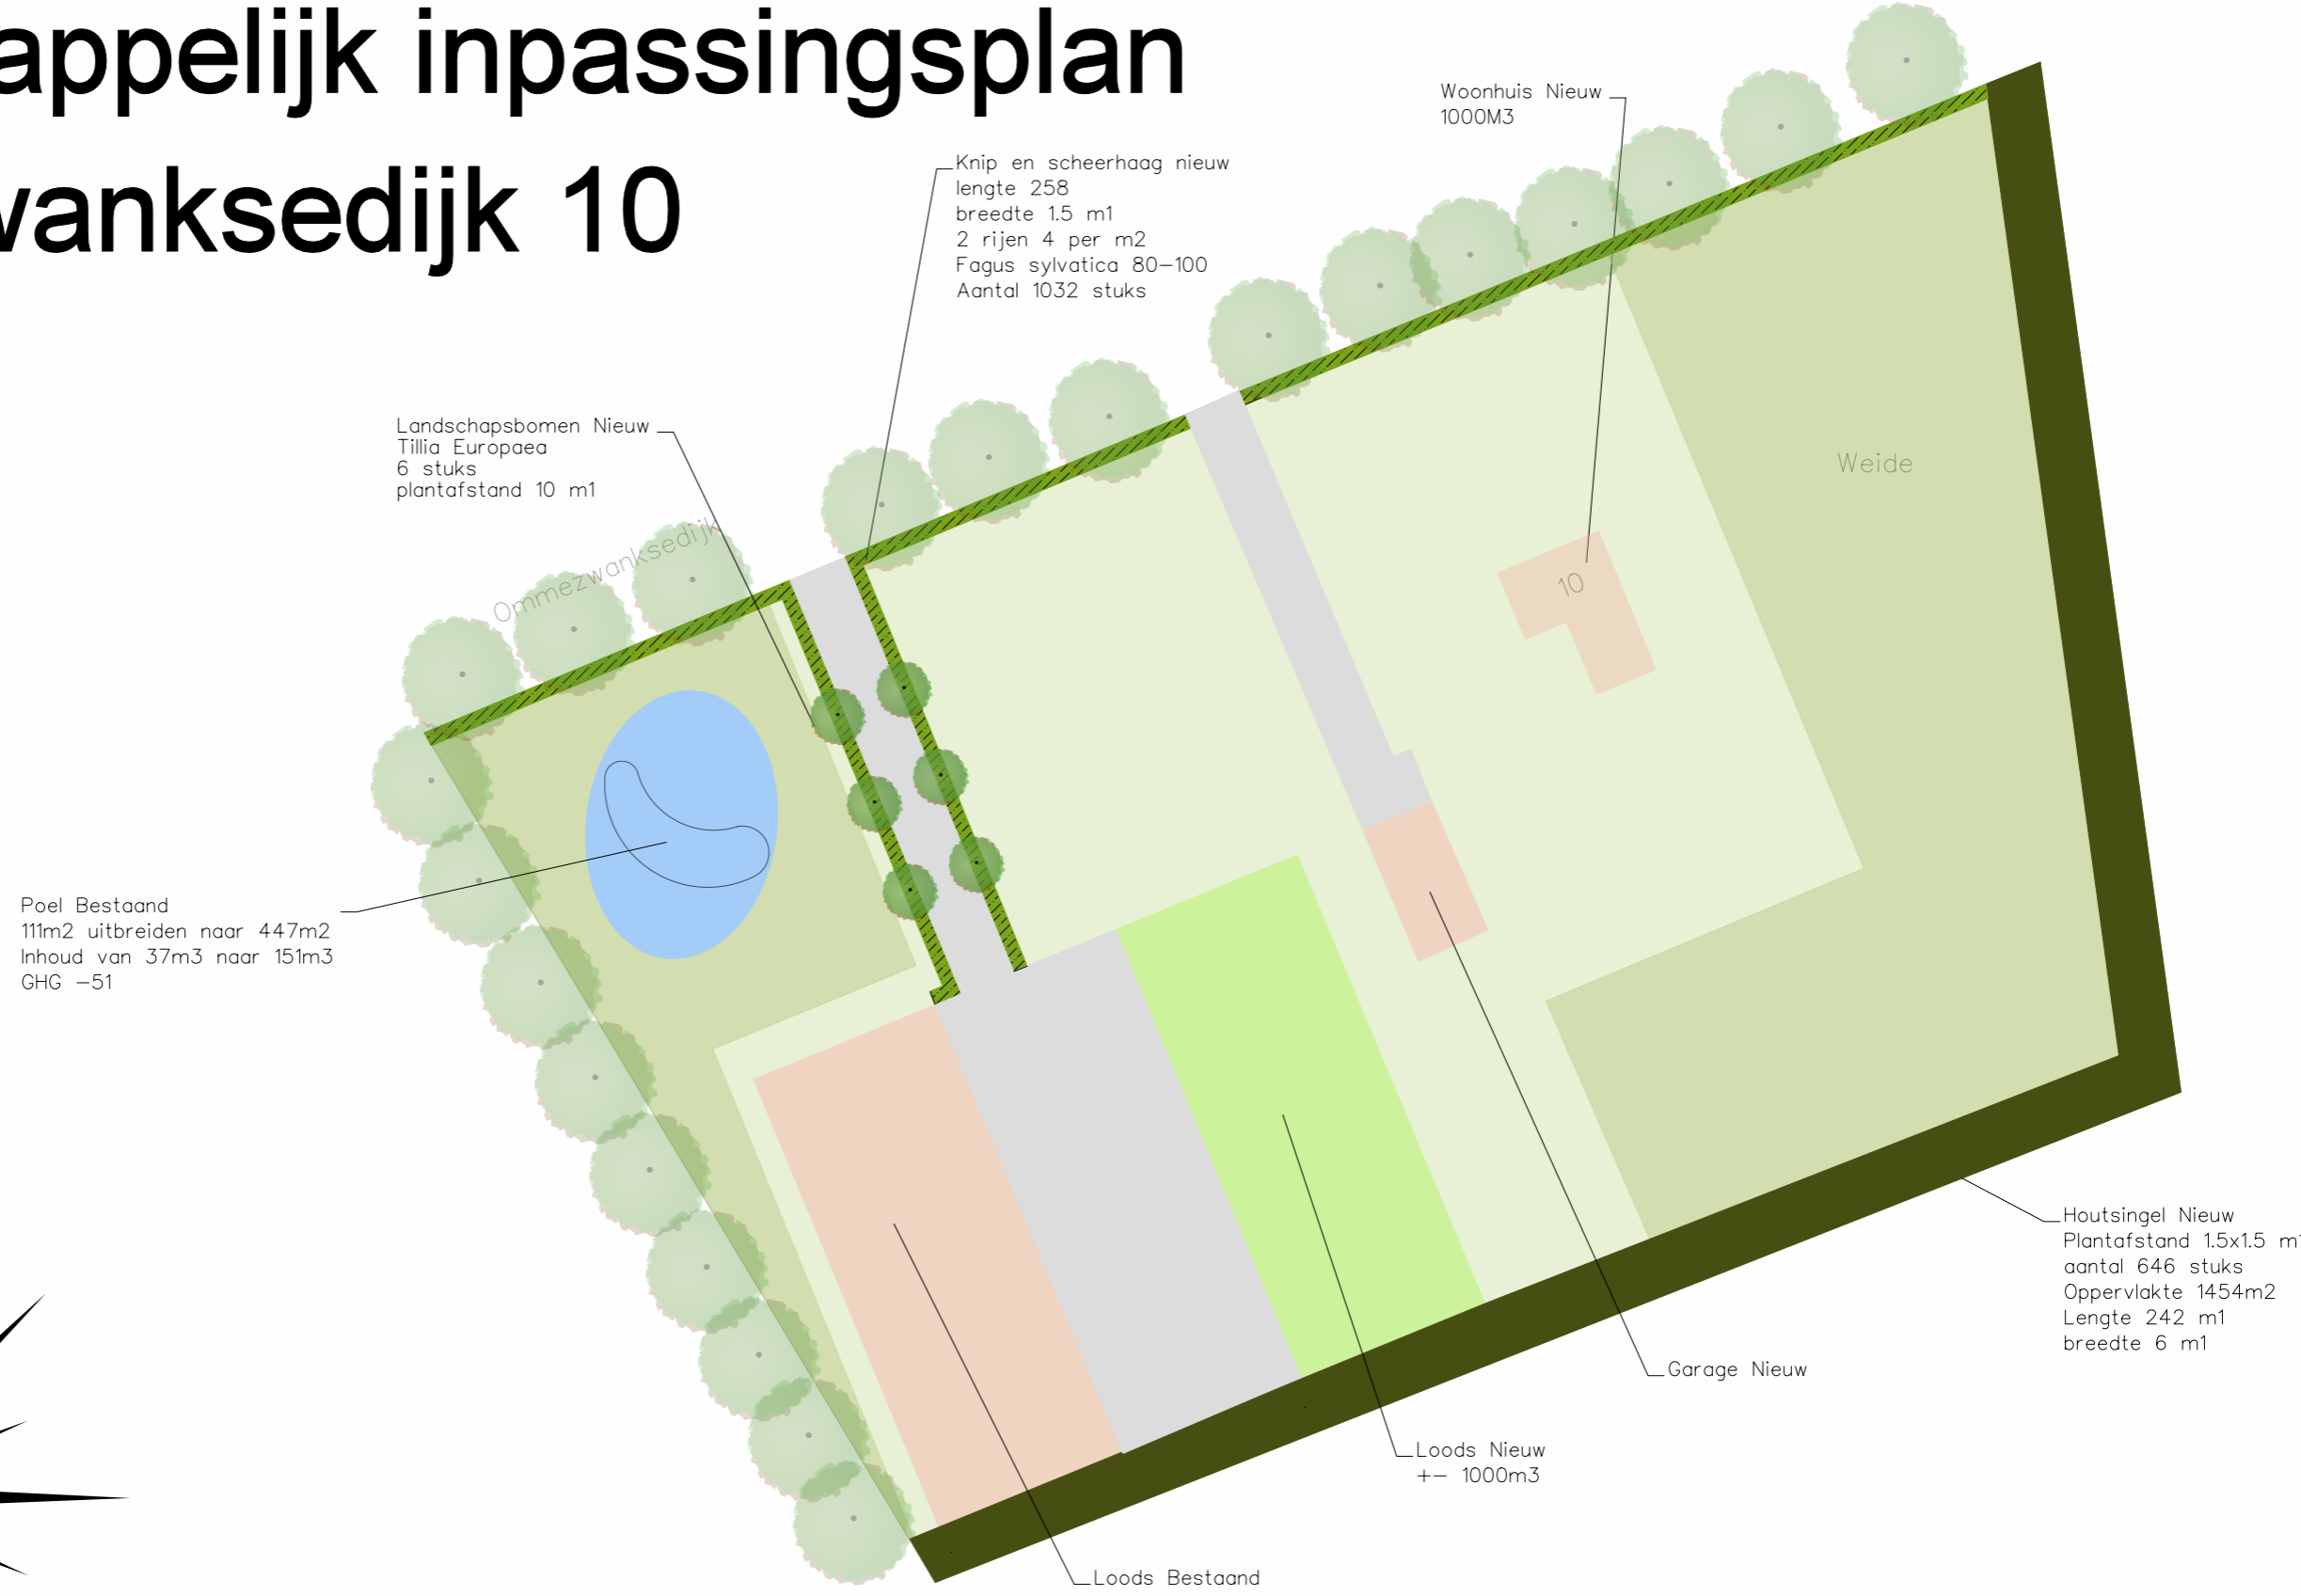 appelijk inpassingsplan
wanksedijk 10
Woonhuis Nieuw
1000M3
Knip en scheerhaag nieuw
lengte 258
breedte 1.5 m1
2 rijen 4 per m2
Fagus sylvatica 80-100
Aantal 1032 stuks
Landschapsbomen Nieuw
Tillia Europaea
6 stuks
plantafstand 10 m1
Ommezwanksedijk
Weide
10
Poel Bestaand
111m2 uitbreiden naar 447m2
Inhoud van 37m3 naar 151m3
GHG -51
Houtsingel Nieuw
Plantafstand 1.5x1.5 m1
aantal 646 stuks
Oppervlakte 1454m2
Lengte 242 m1
breedte 6 m1
Garage Nieuw
Loods Nieuw
+- 1000m3
Loods Bestaand